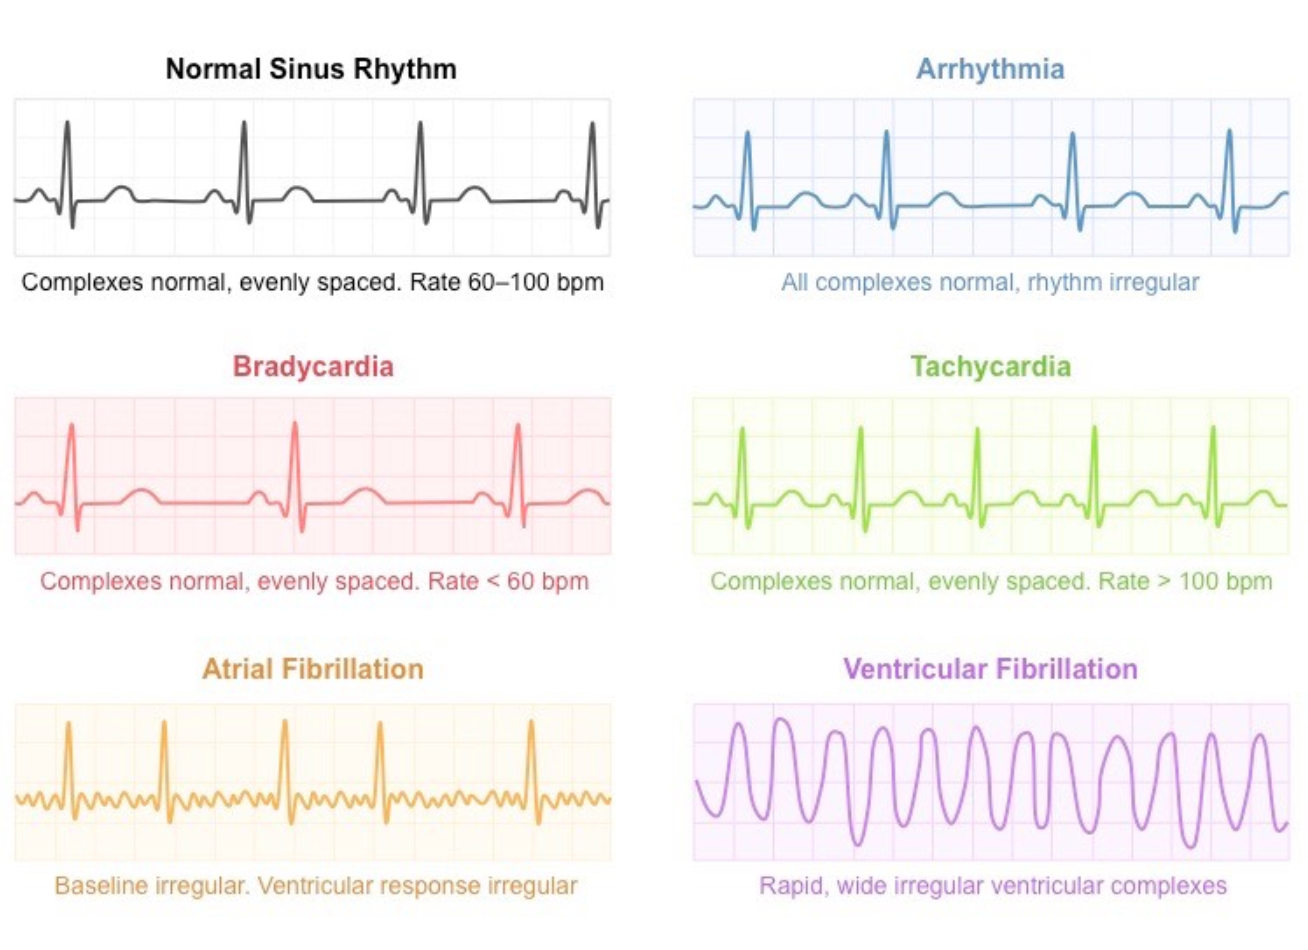 Normal Sinus Rhythm
Complexes normal, evenly spaced. Rate 60–100 bpm
Arrhythmia
All complexes normal, rhythm irregular
Bradycardia
Complexes normal, evenly spaced. Rate < 60 bpm
Tachycardia
Complexes normal, evenly spaced. Rate > 100 bpm
Atrial Fibrillation
Baseline irregular. Ventricular response irregular
Ventricular Fibrillation
Rapid, wide irregular ventricular complexes